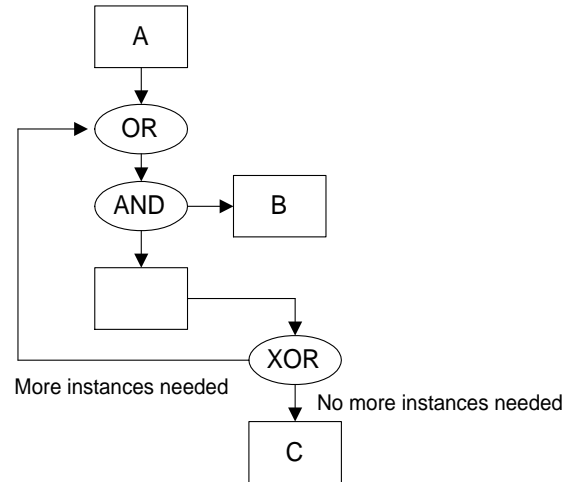 A
OR
AND
B
XOR
More instances needed
No more instances needed
C